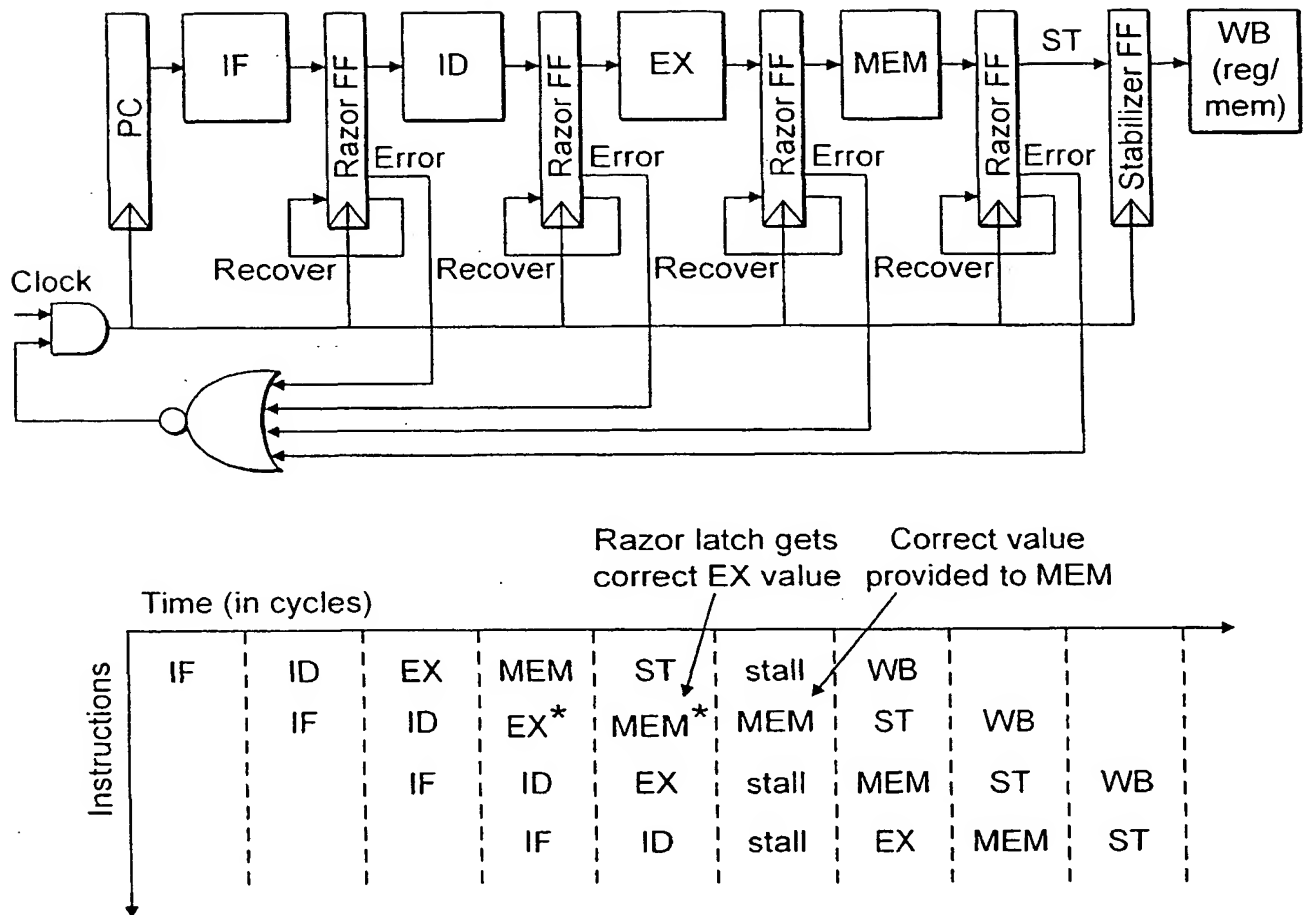 PC
IF
Razor FF
ID
Razor FF
EX
Razor FF
MEM
Razor FF
ST
Stabilizer FF
WB
(reg/
mem)
Error
Error
Error
Error
Recover
Recover
Recover
Recover
Clock
Razor latch gets
correct EX value
Correct value
provided to MEM
Time (in cycles)
Instructions
IF ID EX MEM ST stall WB
IF ID EX* MEM* MEM ST WB
IF ID EX stall MEM ST WB
IF ID stall EX MEM ST